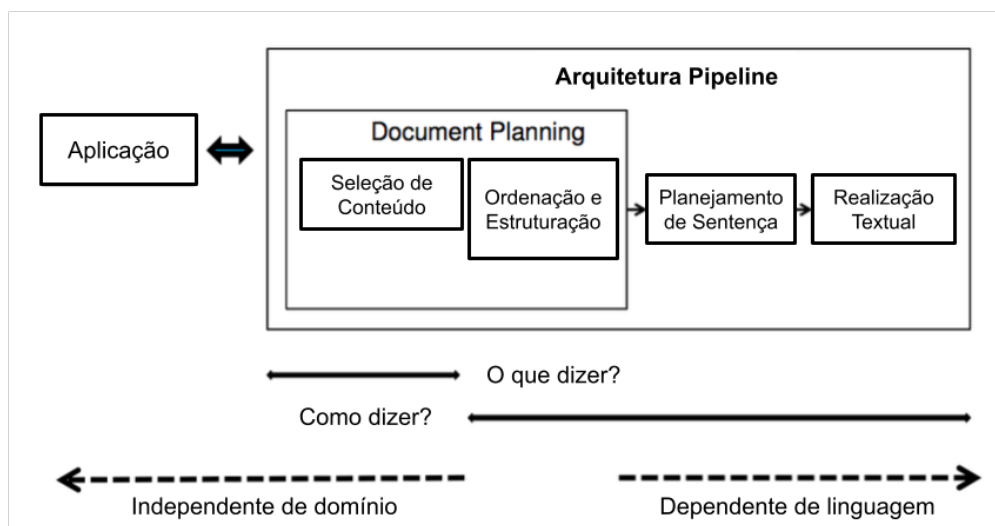 Arquitetura Pipeline
Aplicação
Document Planning
Seleção de
Conteúdo
Ordenação e
Estruturação
Planejamento
de Sentença
Realização
Textual
O que dizer?
Como dizer?
Independente de domínio
Dependente de linguagem